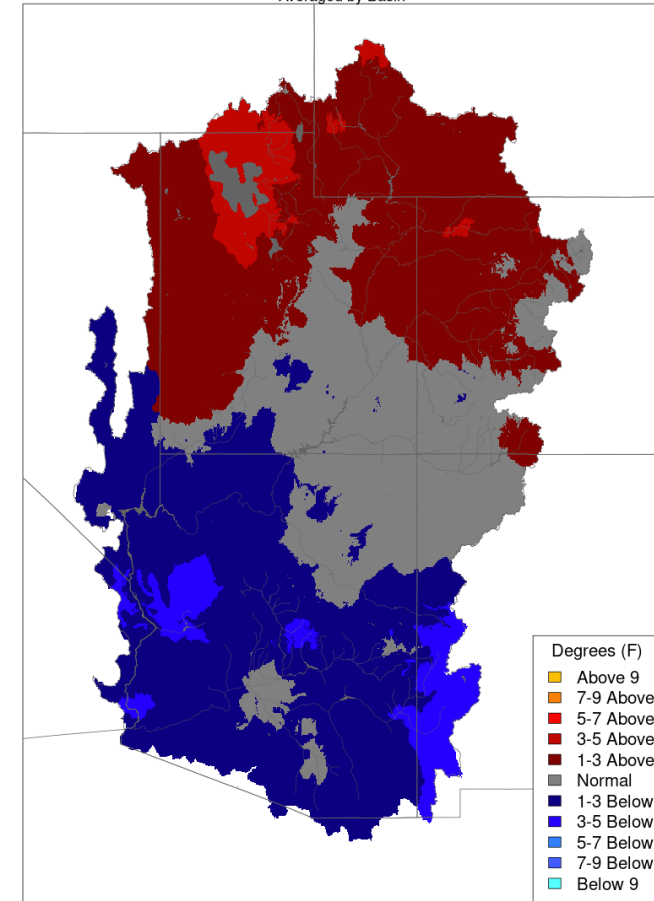 Averaged by Basin
Degrees (F)
Above 9
7-9 Above
5-7 Above
3-5 Above
1-3 Above
Normal
1-3 Below
3-5 Below
5-7 Below
7-9 Below
Below 9